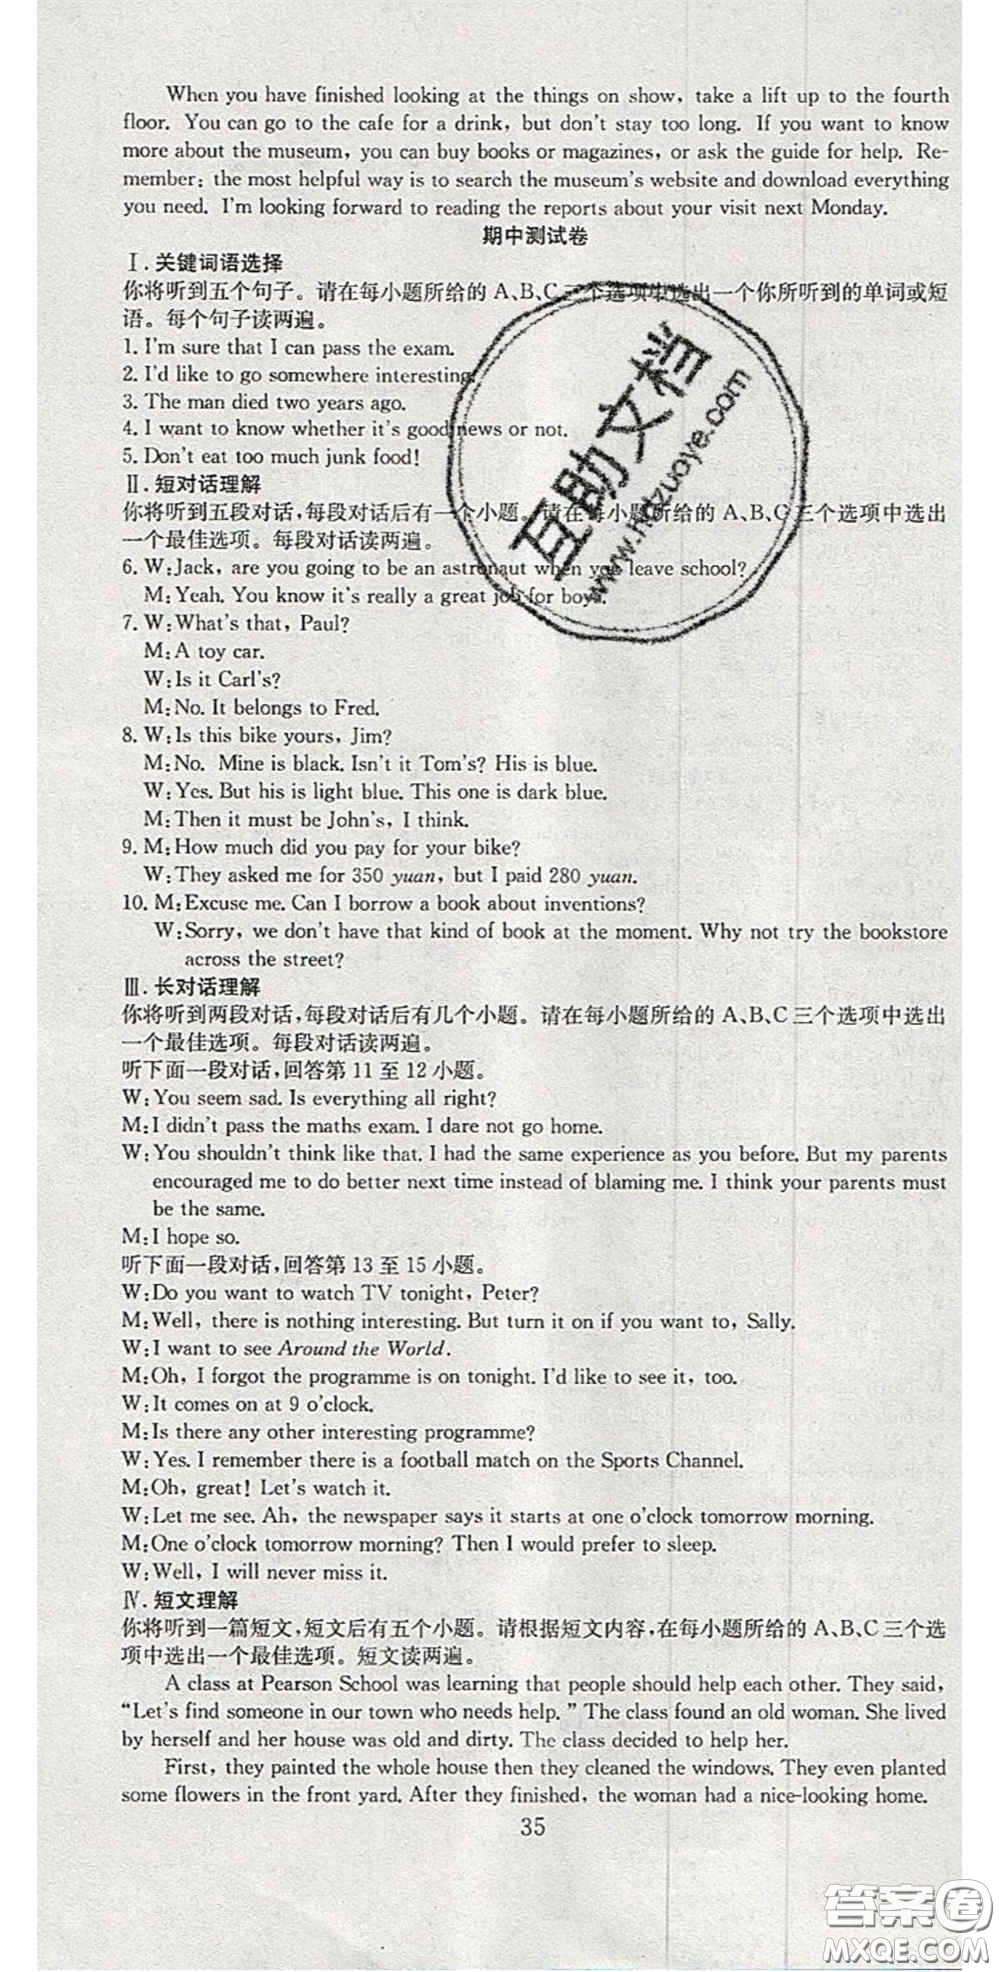 When you have finished looking at the things on show, take a lift up to the fourth
floor. You can go to the cafe for a drink, but don't stay too long. If you want to know
more about the museum, you can buy books or magazines, or ask the guide for help. Re-
member: the most helpful way is to search the museum's website and download everything
you need. I'm looking forward to reading the reports about your visit next Monday.
期中测试卷
Ⅰ. 关键词语选择
你将听到五个句子。请在每小题所给的 A、B、C 三个选项中选出一个你所听到的单词或短
语。每个句子读两遍。
1. I'm sure that I can pass the exam.
2. I'd like to go somewhere interesting.
3. The man died two years ago.
4. I want to know whether it's good news or not.
5. Don't eat too much junk food!
Ⅱ. 短对话理解
你将听到五段对话,每段对话后有一个小题。请在每小题所给的 A、B、C 三个选项中选出
一个最佳选项。每段对话读两遍。
6. W:Jack, are you going to be an astronaut when you leave school?
M:Yeah. You know it's really a great job for boys.
7. W:What's that, Paul?
M:A toy car.
W:Is it Carl's?
M:No. It belongs to Fred.
8. W:Is this bike yours, Jim?
M:No. Mine is black. Isn't it Tom's? His is blue.
W:Yes. But his is light blue. This one is dark blue.
M:Then it must be John's, I think.
9. M:How much did you pay for your bike?
W:They asked me for 350 yuan, but I paid 280 yuan.
10. M:Excuse me. Can I borrow a book about inventions?
W:Sorry, we don't have that kind of book at the moment. Why not try the bookstore
across the street?
Ⅲ. 长对话理解
你将听到两段对话,每段对话后有几个小题。请在每小题所给的 A、B、C 三个选项中选出
一个最佳选项。每段对话读两遍。
听下面一段对话,回答第 11 至 12 小题。
W:You seem sad. Is everything all right?
M:I didn't pass the maths exam. I dare not go home.
W:You shouldn't think like that. I had the same experience as you before. But my parents
encouraged me to do better next time instead of blaming me. I think your parents must
be the same.
M:I hope so.
听下面一段对话,回答第 13 至 15 小题。
W:Do you want to watch TV tonight, Peter?
M:Well, there is nothing interesting. But turn it on if you want to, Sally.
W:I want to see Around the World.
M:Oh, I forgot the programme is on tonight. I'd like to see it, too.
W:It comes on at 9 o'clock.
M:Is there any other interesting programme?
W:Yes. I remember there is a football match on the Sports Channel.
M:Oh, great! Let's watch it.
W:Let me see. Ah, the newspaper says it starts at one o'clock tomorrow morning.
M:One o'clock tomorrow morning? Then I would prefer to sleep.
W:Well, I will never miss it.
Ⅳ. 短文理解
你将听到一篇短文,短文后有五个小题。请根据短文内容,在每小题所给的 A、B、C 三个选
项中选出一个最佳选项。短文读两遍。
A class at Pearson School was learning that people should help each other. They said,
"Let's find someone in our town who needs help." The class found an old woman. She lived
by herself and her house was old and dirty. The class decided to help her.
First, they painted the whole house then they cleaned the windows. They even planted
some flowers in the front yard. After they finished, the woman had a nice-looking home.
35
互助文档
www.hdzuoye.com
答案卷
MXQE.COM